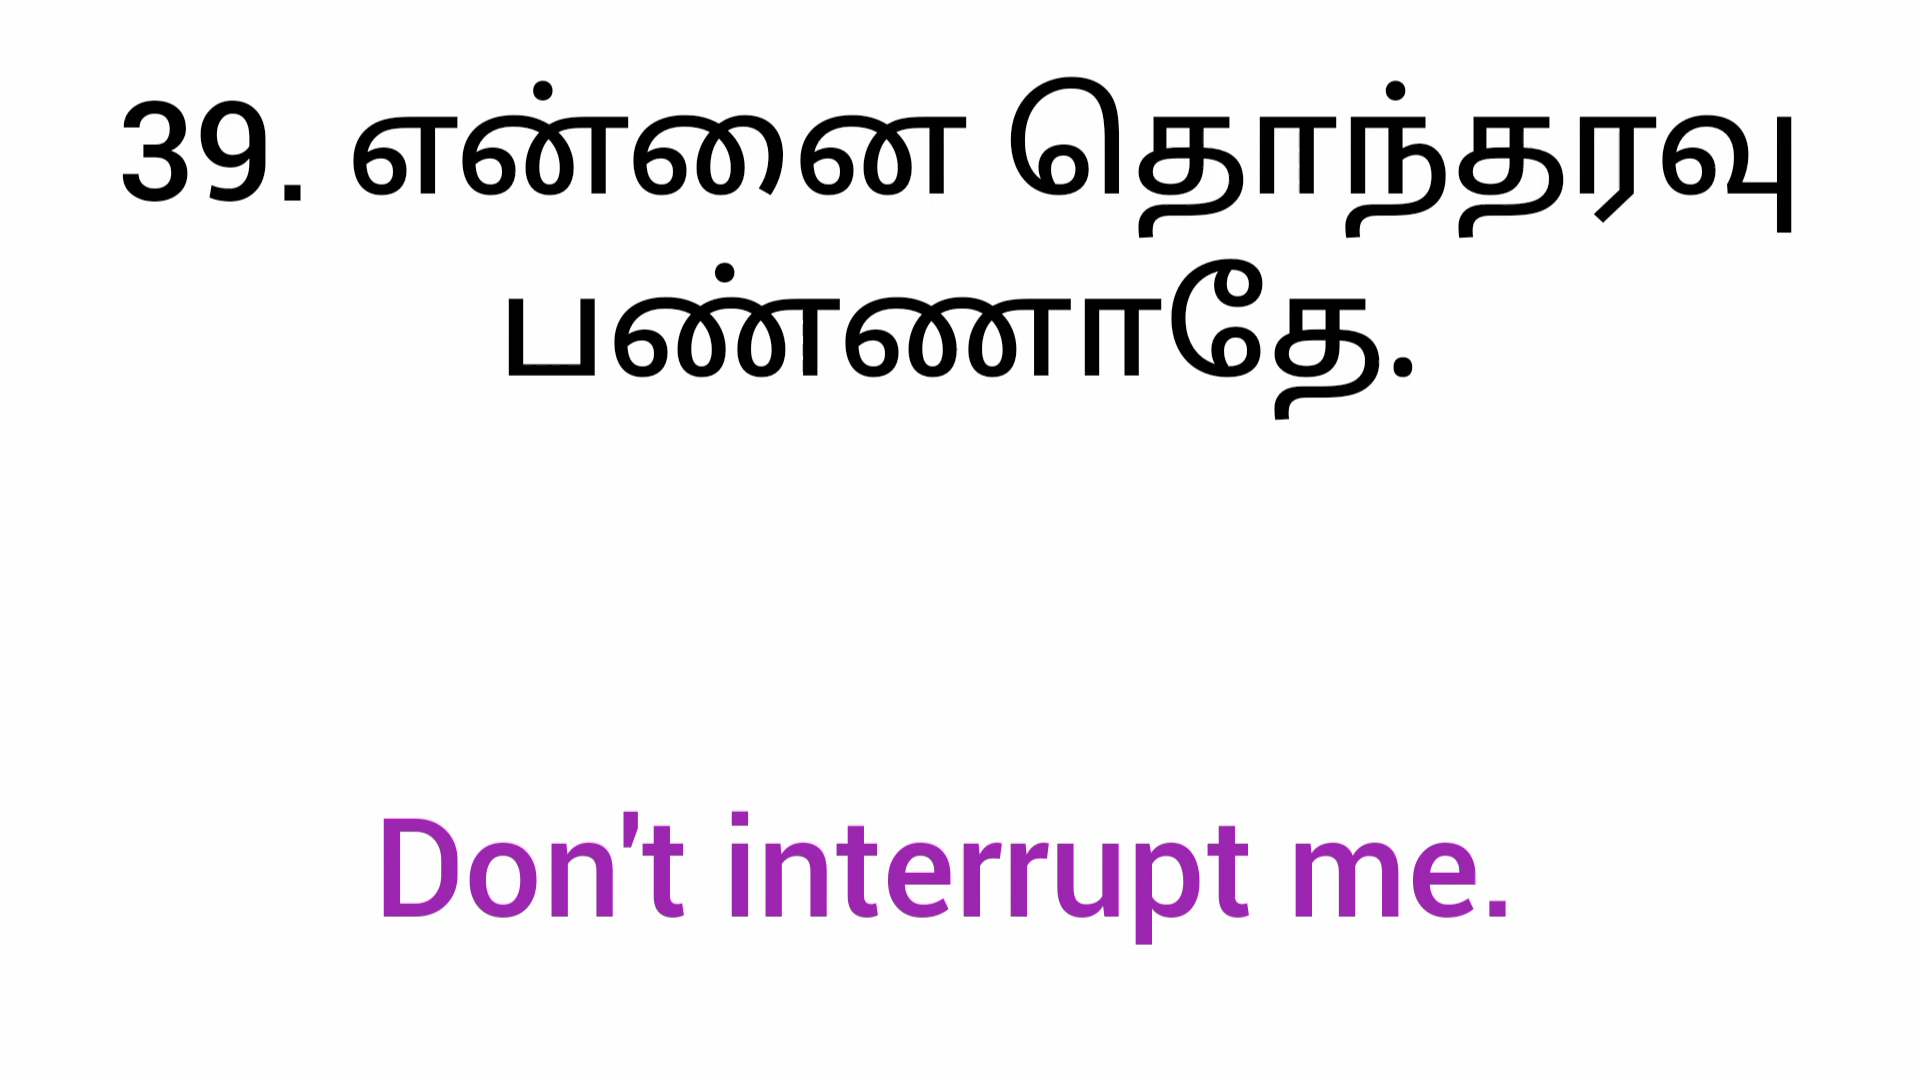 39. என்னை தொந்தரவு
பண்ணாதே.
Don't interrupt me.